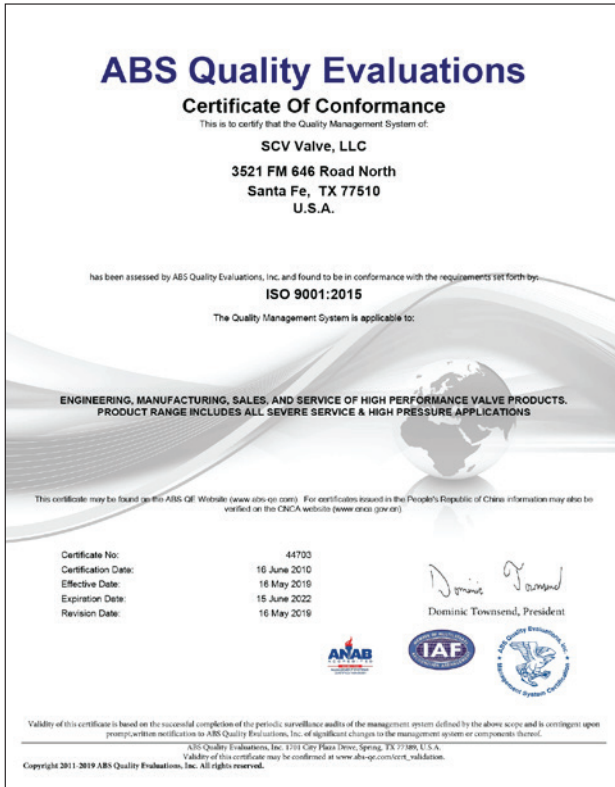 ABS Quality Evaluations
Certificate Of Conformance
This is to certify that the Quality Management System of:
SCV Valve, LLC
3521 FM 646 Road North
Santa Fe, TX 77510
U.S.A.
has been assessed by ABS Quality Evaluations, Inc. and found to be in conformance with the requirements set forth by:
ISO 9001:2015
The Quality Management System is applicable to:
ENGINEERING, MANUFACTURING, SALES, AND SERVICE OF HIGH PERFORMANCE VALVE PRODUCTS.
PRODUCT RANGE INCLUDES ALL SEVERE SERVICE & HIGH PRESSURE APPLICATIONS
This certificate may be found on the ABS QE Website (www.abs-qe.com). For certificates issued in the People's Republic of China information may also be
verified on the CNCA website (www.cnca.gov.cn)
Certificate No: 44703
Certification Date: 16 June 2010
Effective Date: 16 May 2019
Expiration Date: 15 June 2022
Revision Date: 16 May 2019
Dominic Townsend
Dominic Townsend, President
ANAB
ACCREDITED
IAF
ABS Quality Evaluations, Inc.
Management System Certification
Validity of this certificate is based on the successful completion of the periodic surveillance audits of the management system defined by the above scope and is contingent upon
prompt,written notification to ABS Quality Evaluations, Inc. of significant changes to the management system or components thereof.
ABS Quality Evaluations, Inc. 1701 City Plaza Drive, Spring, TX 77389, U.S.A.
Validity of this certificate may be confirmed at www.abs-qe.com/cert_validation.
Copyright 2011-2019 ABS Quality Evaluations, Inc. All rights reserved.